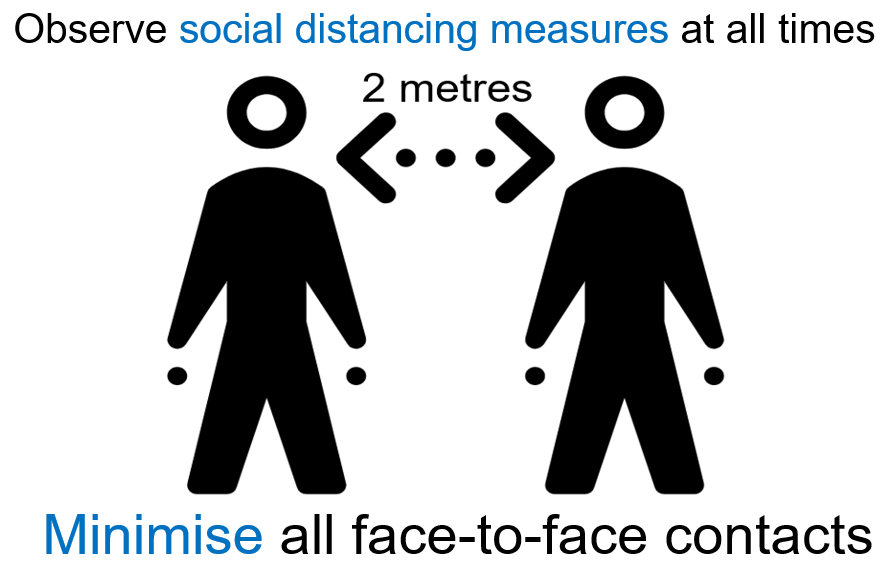 Observe social distancing measures at all times
2 metres
Minimise all face-to-face contacts